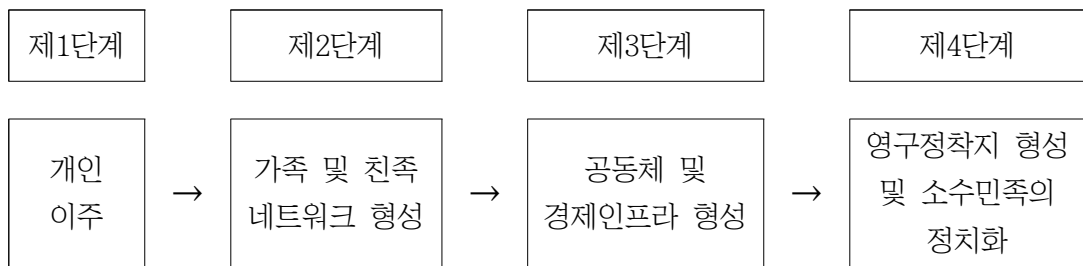 제1단계 제2단계 제3단계 제4단계
개인
이주
→
가족 및 친족
네트워크 형성
→
공동체 및
경제인프라 형성
→
영구정착지 형성
및 소수민족의
정치화